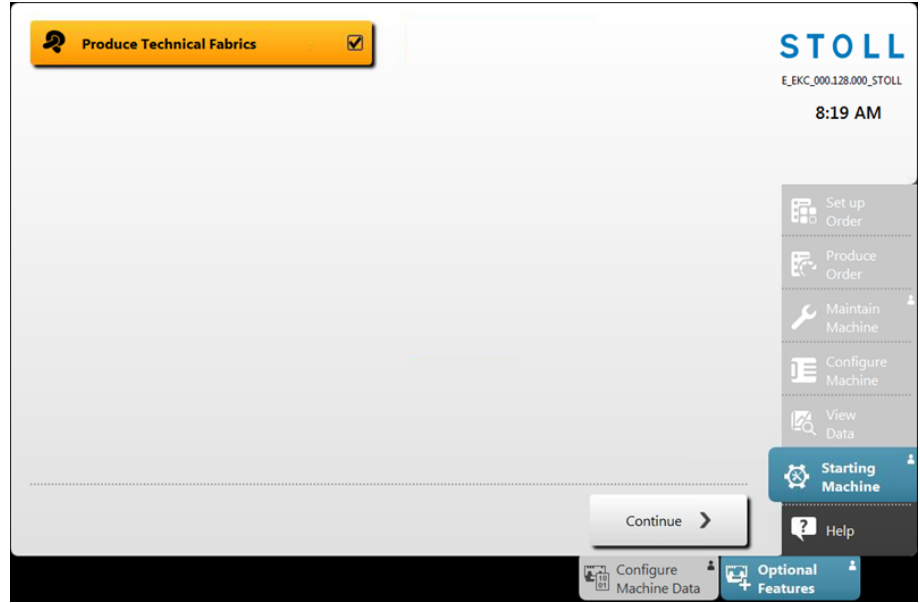 Produce Technical Fabrics
STOLL
E_EKC_000.128.000_STOLL
8:19 AM
Set up
Order
Produce
Order
Maintain
Machine
Configure
Machine
View
Data
Starting
Machine
Continue
Help
Configure
Machine Data
Optional
Features